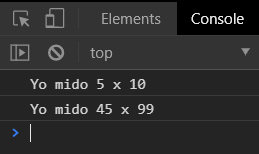 Elements Console
top
Yo mido 5 x 10
Yo mido 45 x 99
>